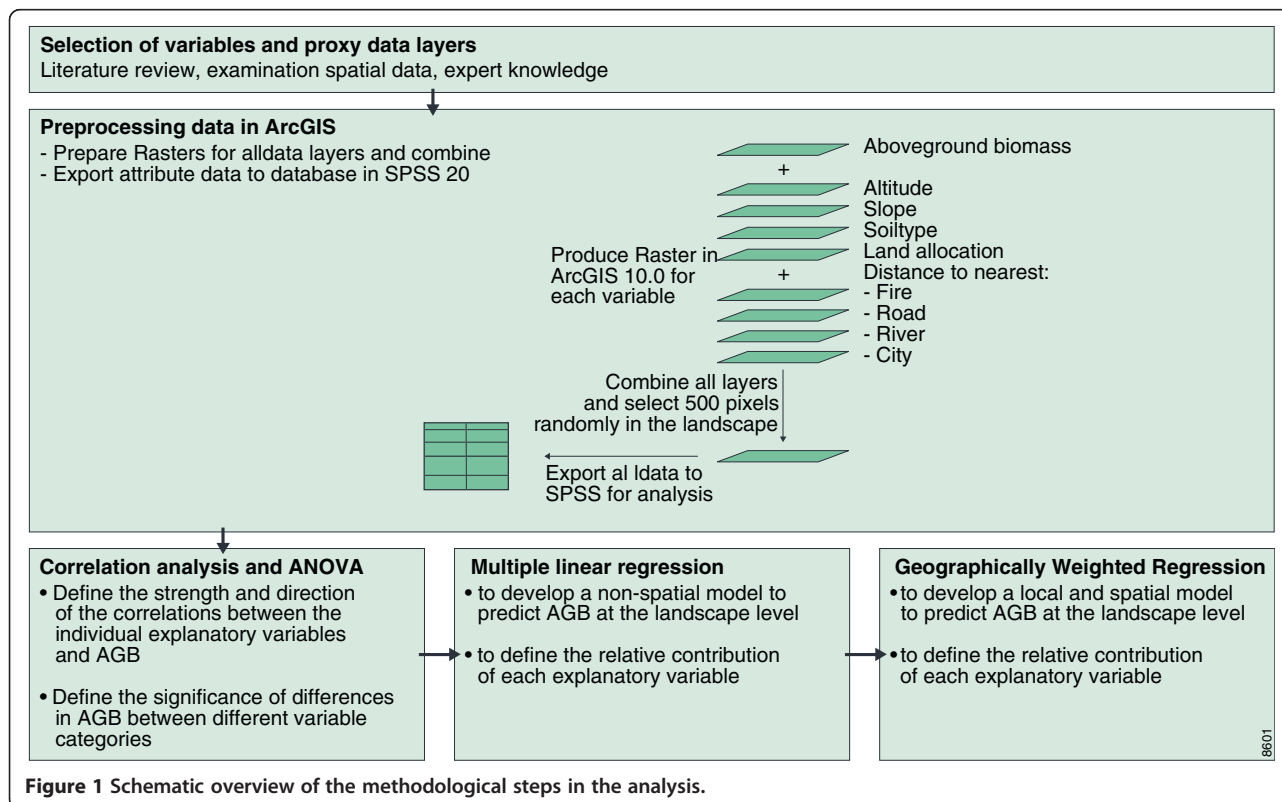 Selection of variables and proxy data layers
Literature review, examination spatial data, expert knowledge
Preprocessing data in ArcGIS
- Prepare Rasters for alldata layers and combine
- Export attribute data to database in SPSS 20
Aboveground biomass
+
Altitude
Slope
Soiltype
Land allocation
+
Distance to nearest:
- Fire
- Road
- River
- City
Produce Raster in
ArcGIS 10.0 for
each variable
Combine all layers
and select 500 pixels
randomly in the landscape
Export al ldata to
SPSS for analysis
Correlation analysis and ANOVA
• Define the strength and direction
of the correlations between the
individual explanatory variables
and AGB
• Define the significance of differences
in AGB between different variable
categories
Multiple linear regression
• to develop a non-spatial model to
predict AGB at the landscape level
• to define the relative contribution
of each explanatory variable
Geographically Weighted Regression
• to develop a local and spatial model
to predict AGB at the landscape level
• to define the relative contribution
of each explanatory variable
8601
Figure 1 Schematic overview of the methodological steps in the analysis.